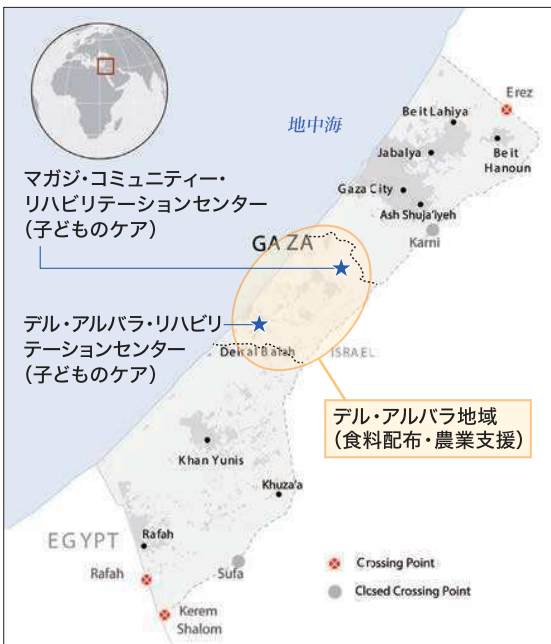 地中海
Erez
Be it Lahiya
Jabalya
Be it
Hanoun
Gaza City
Ash Shuja'iyeh
Karni
マガジ・コミュニティー・
リハビリテーションセンター
(子どものケア)
GAZA
デル・アルバラ・リハビリ
テーションセンター
(子どものケア)
Deir al Balah
ISRAEL
デル・アルバラ地域
(食料配布・農業支援)
Khan Yunis
Khuza'a
EGYPT
Rafah
Rafah
Sufa
Kerem
Shalom
Crossing Point
Closed Crossing Point